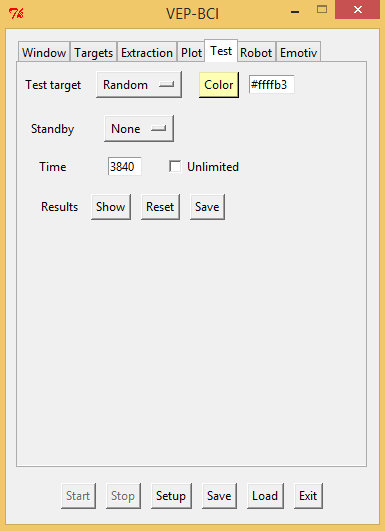 VEP-BCI
Window Targets Extraction Plot Test Robot Emotiv
Test target Random Color #ffffb3
Standby None
Time 3840 Unlimited
Results Show Reset Save
Start Stop Setup Save Load Exit